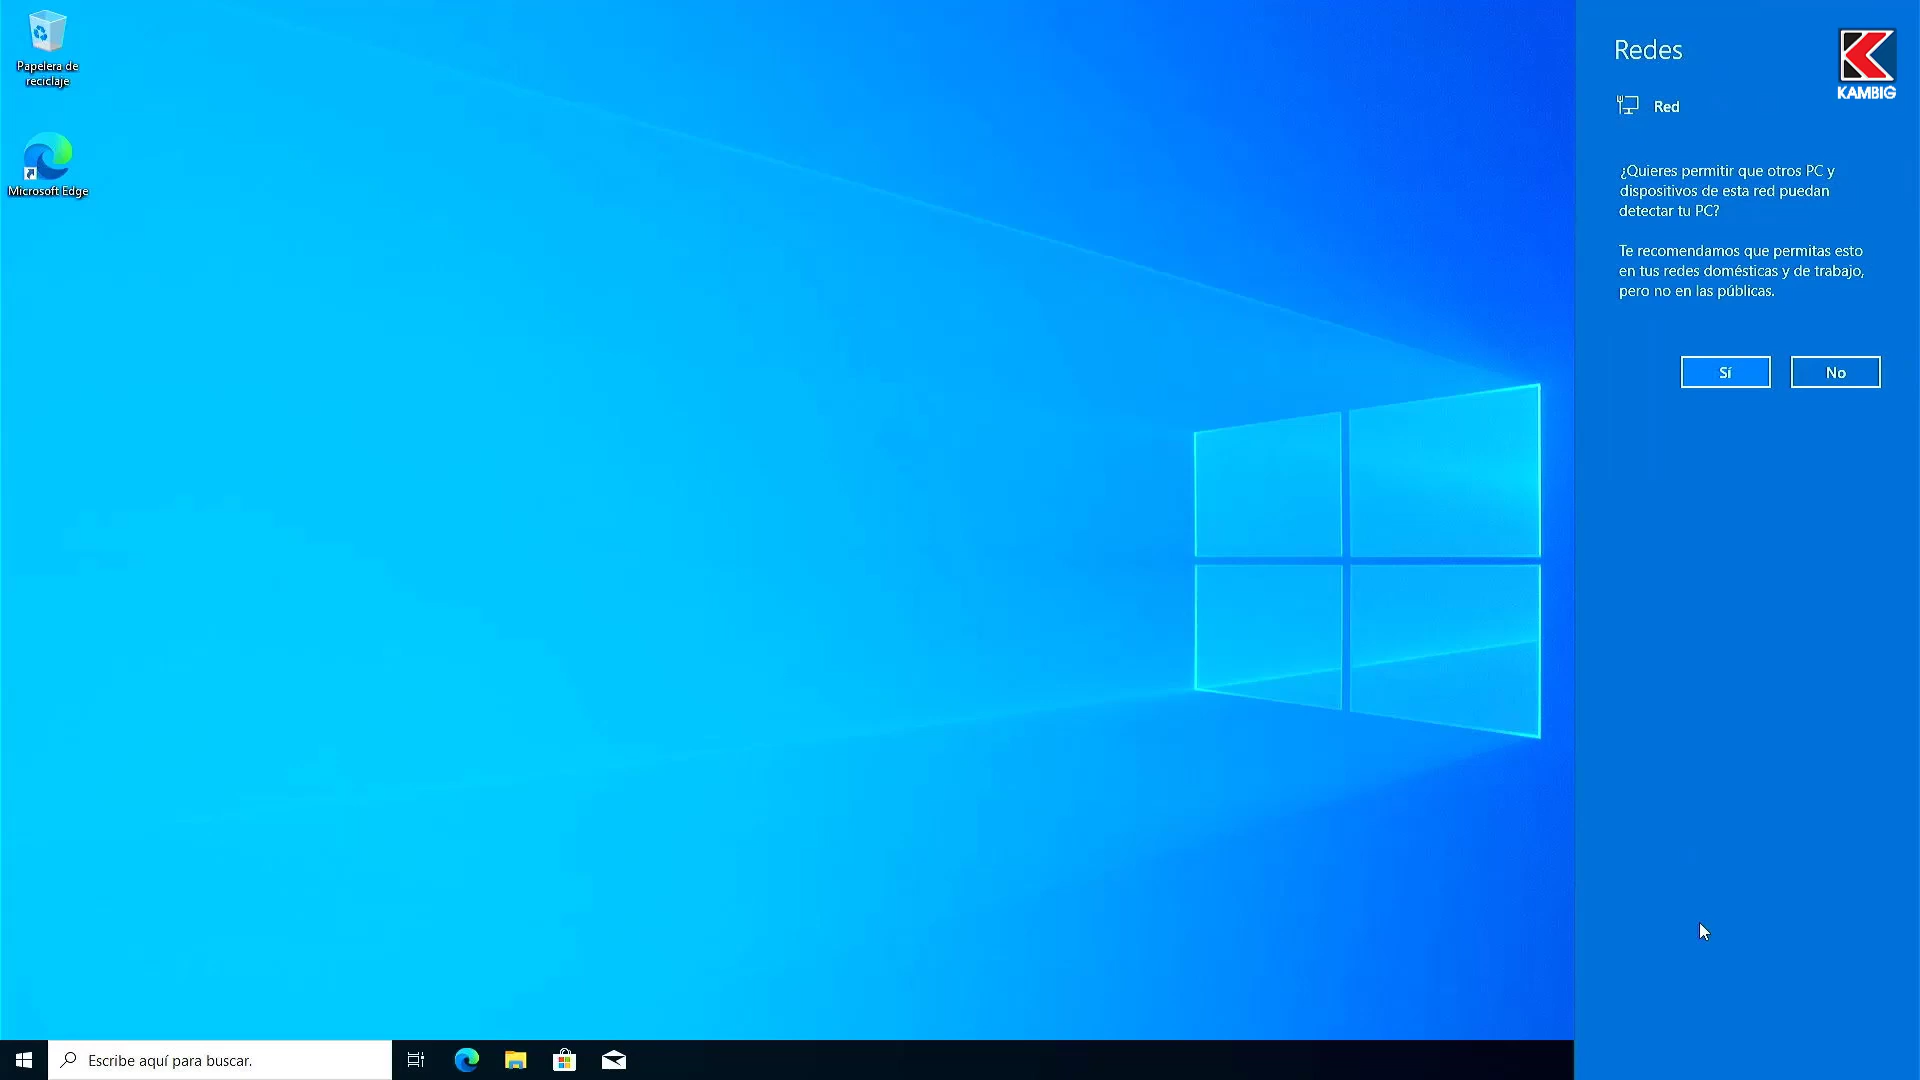 Papelera de
reciclaje
Microsoft Edge
Redes
KAMBIG
Red
¿Quieres permitir que otros PC y
dispositivos de esta red puedan
detectar tu PC?
Te recomendamos que permitas esto
en tus redes domésticas y de trabajo,
pero no en las públicas.
Sí
No
Escribe aquí para buscar.